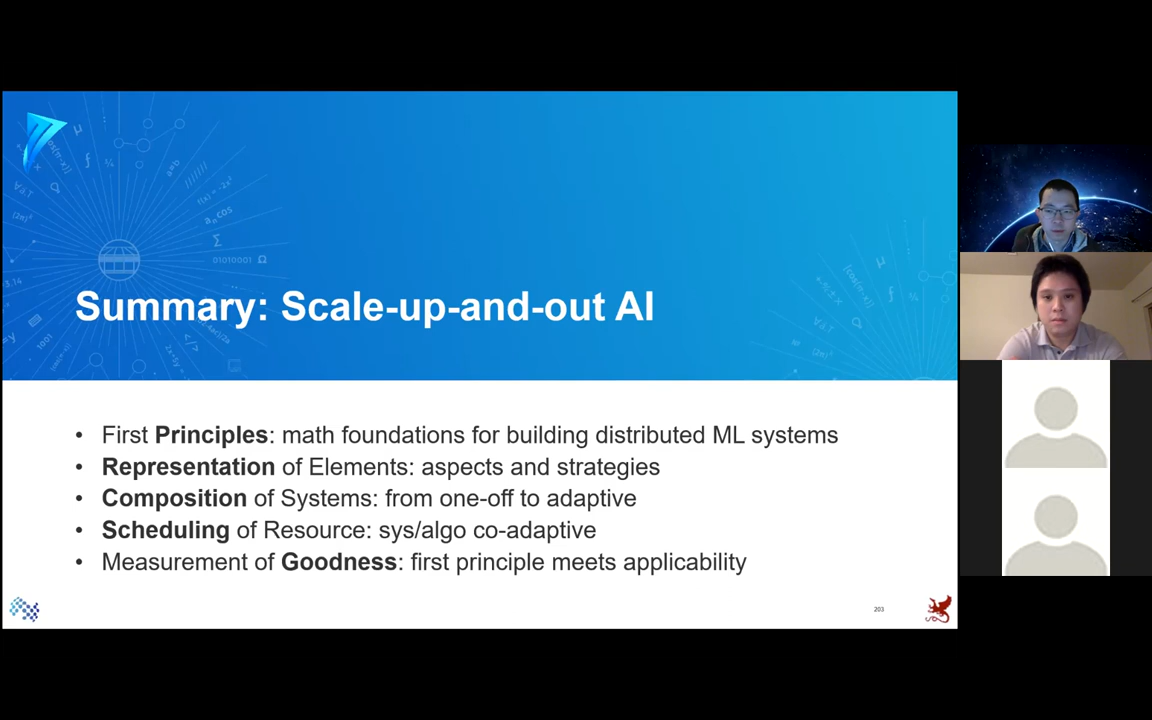 Summary: Scale-up-and-out AI
• First Principles: math foundations for building distributed ML systems
• Representation of Elements: aspects and strategies
• Composition of Systems: from one-off to adaptive
• Scheduling of Resource: sys/algo co-adaptive
• Measurement of Goodness: first principle meets applicability
203